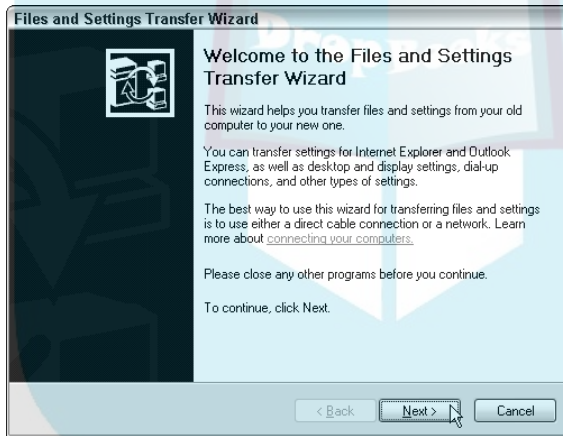 Files and Settings Transfer Wizard
DropBooks
Welcome to the Files and Settings
Transfer Wizard
This wizard helps you transfer files and settings from your old
computer to your new one.
You can transfer settings for Internet Explorer and Outlook
Express, as well as desktop and display settings, dial-up
connections, and other types of settings.
The best way to use this wizard for transferring files and settings
is to use either a direct cable connection or a network. Learn
more about connecting your computers.
Please close any other programs before you continue.
To continue, click Next.
< Back
Next >
Cancel